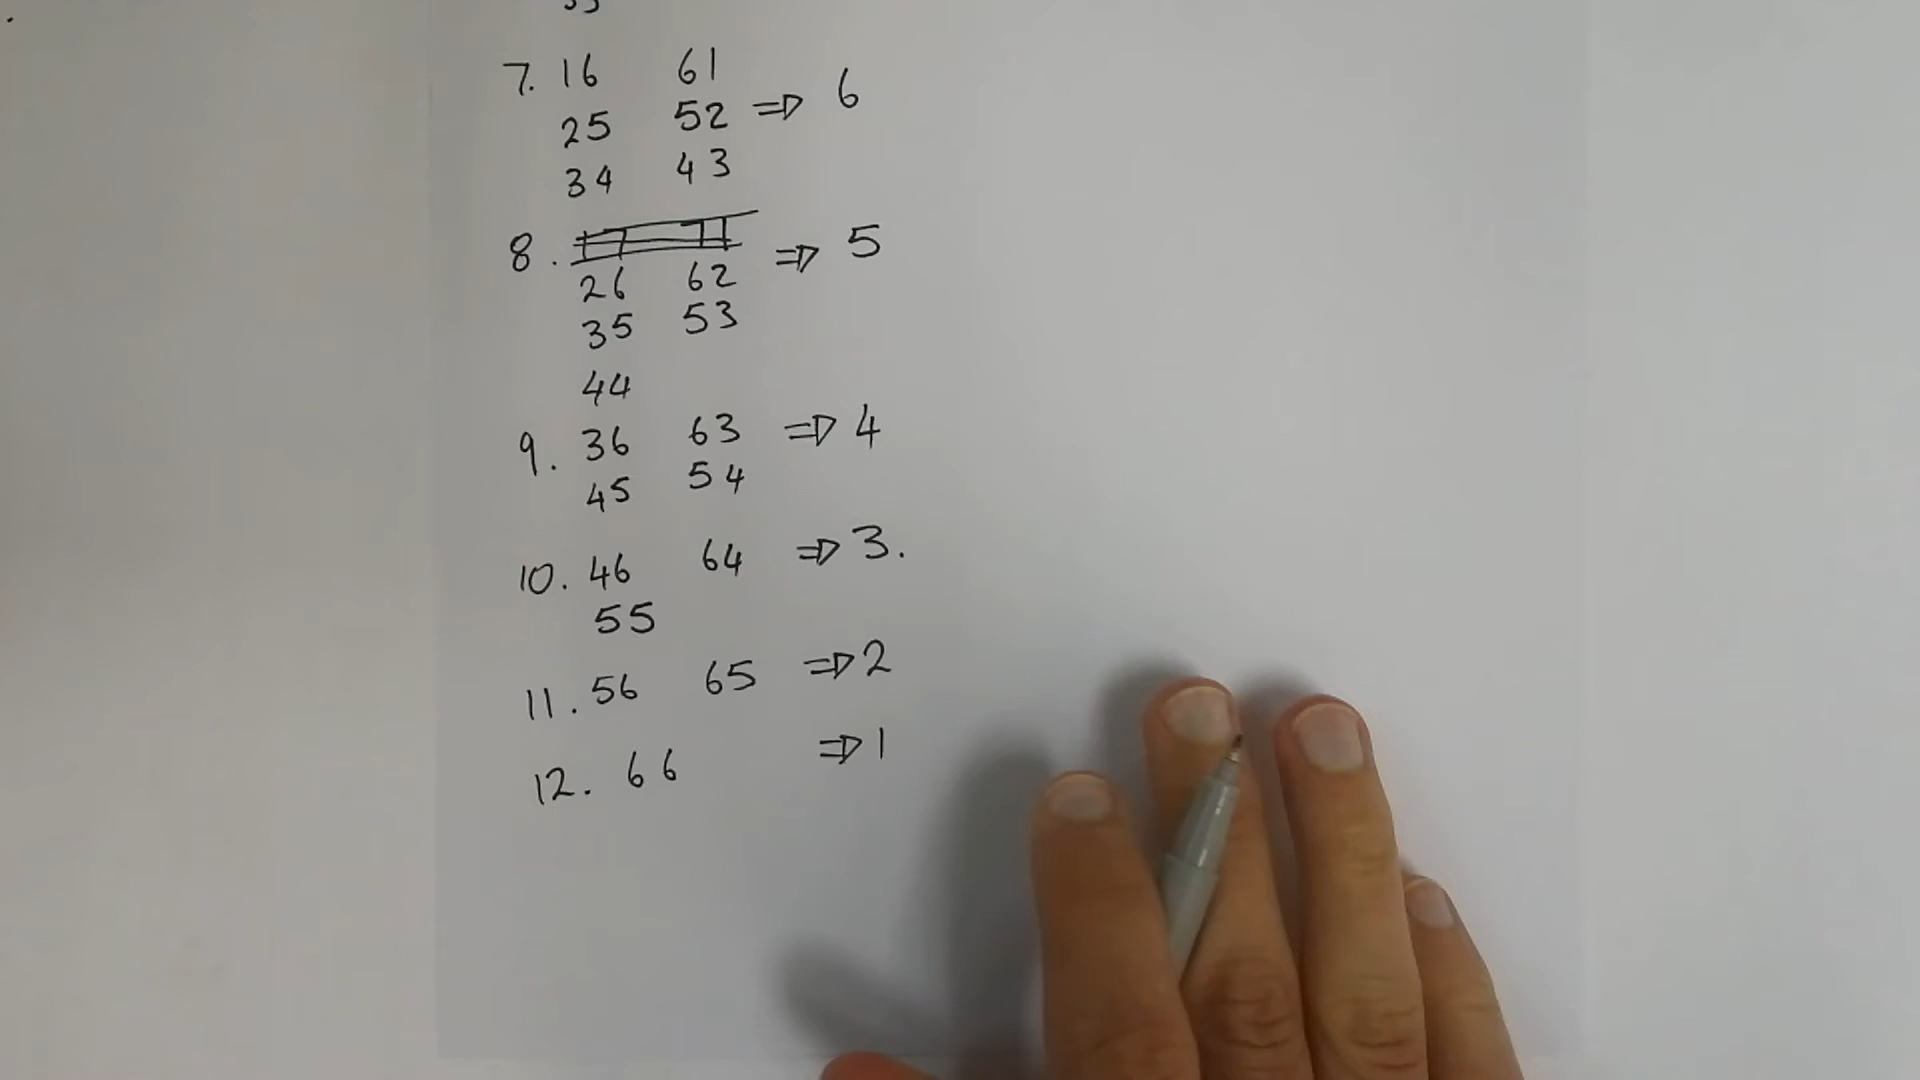 7. 16 61
25 52 ⇒ 6
34 43
8. ⇒ 5
26 62
35 53
44
9. 36 63 ⇒ 4
45 54
10. 46 64 ⇒ 3.
55
11. 56 65 ⇒ 2
12. 66 ⇒ 1